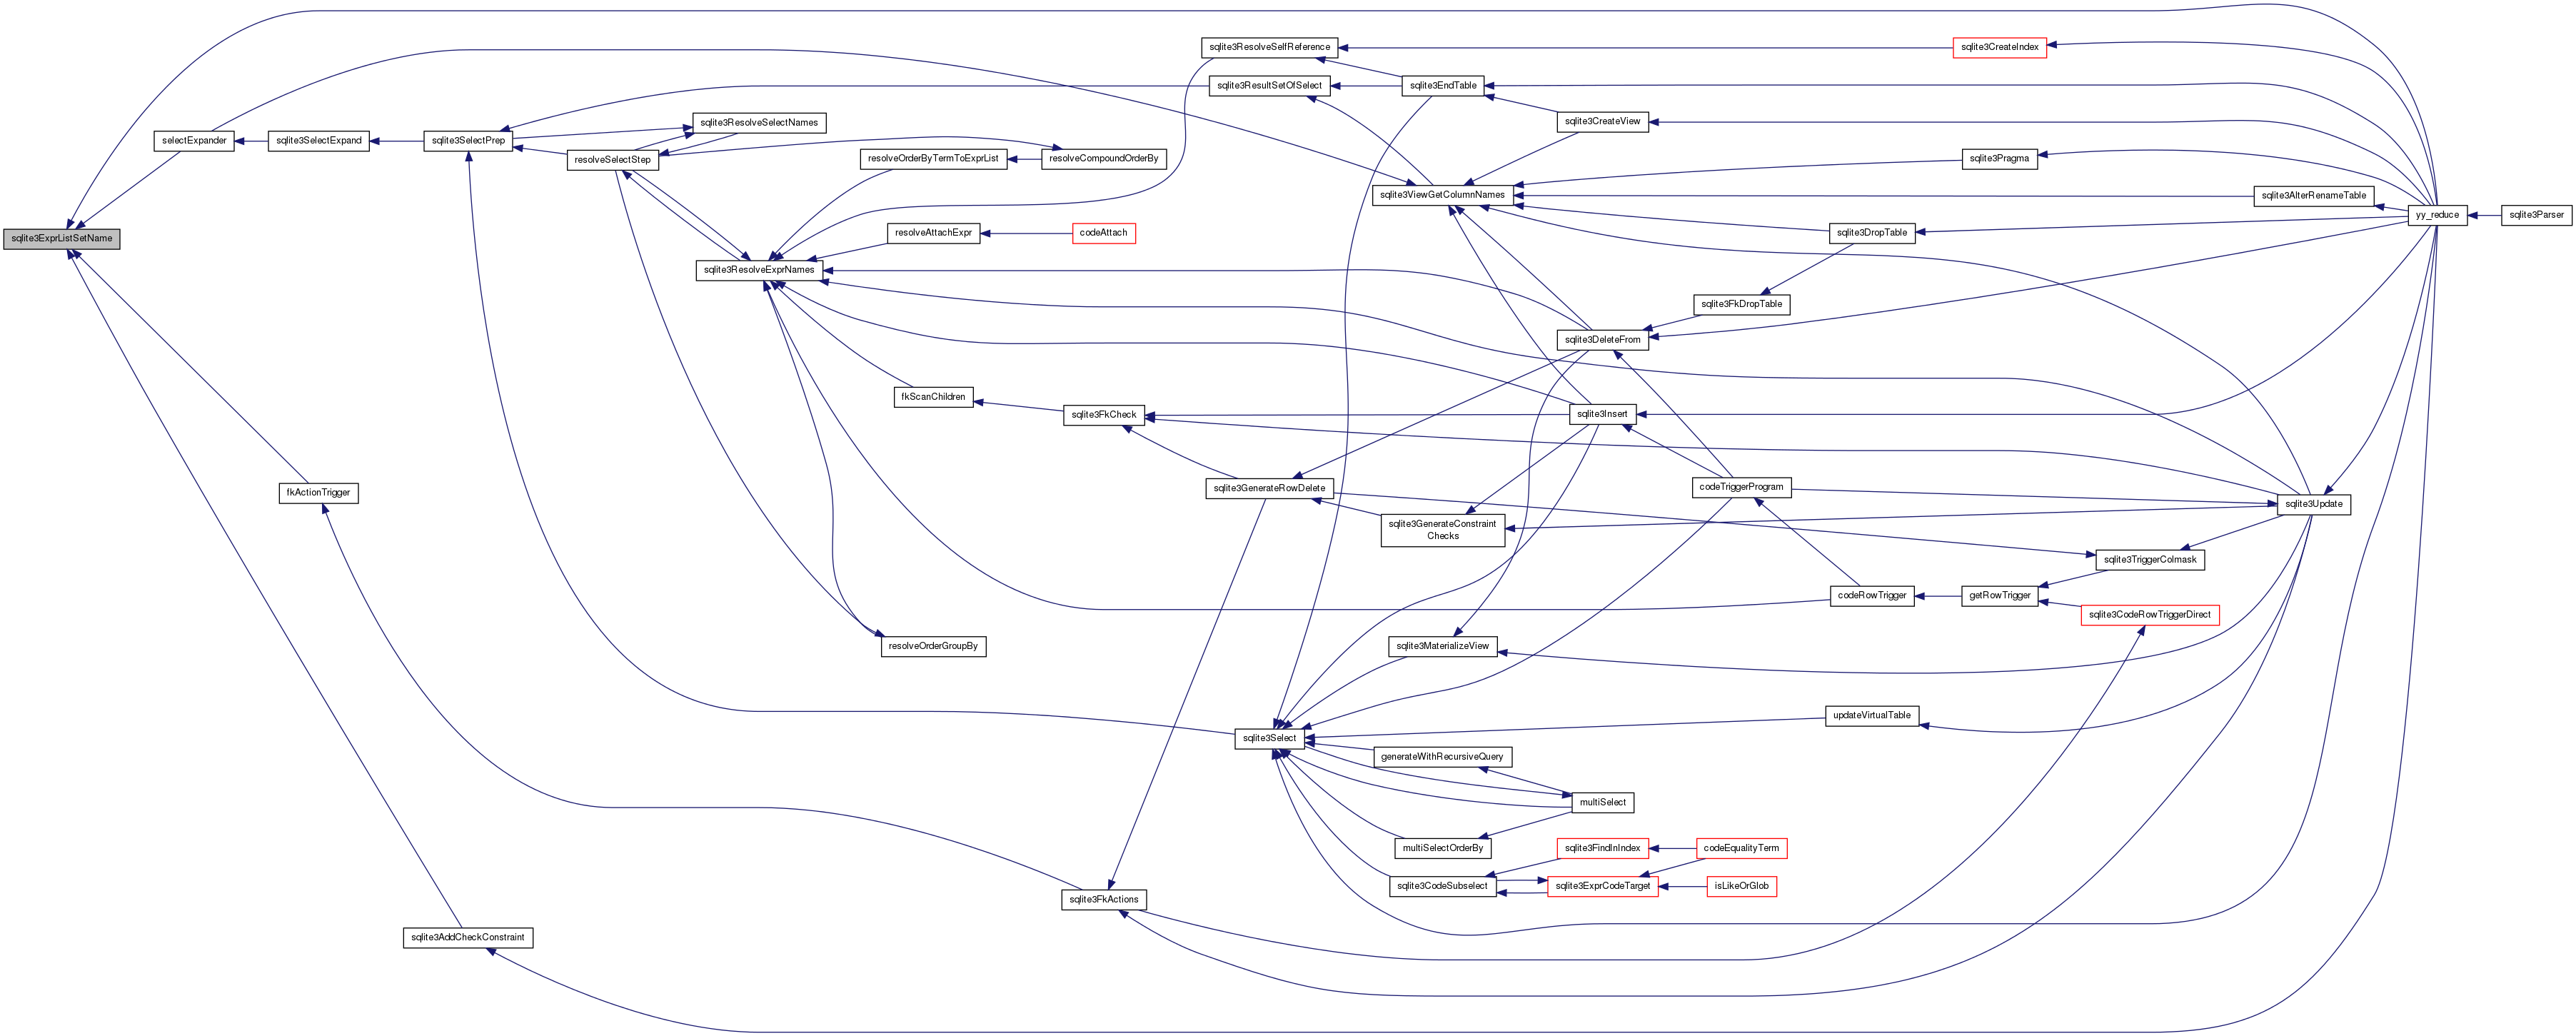 sqlite3ExprListSetName
selectExpander
sqlite3SelectExpand
sqlite3SelectPrep
sqlite3ResolveSelectNames
resolveSelectStep
resolveOrderByTermToExprList
resolveCompoundOrderBy
resolveAttachExpr
codeAttach
sqlite3ResolveExprNames
sqlite3ResolveSelfReference
sqlite3ResultSetOfSelect
sqlite3EndTable
sqlite3CreateIndex
sqlite3CreateView
sqlite3ViewGetColumnNames
sqlite3Pragma
sqlite3AlterRenameTable
sqlite3DropTable
yy_reduce
sqlite3Parser
sqlite3FkDropTable
sqlite3DeleteFrom
fkScanChildren
sqlite3FkCheck
sqlite3Insert
fkActionTrigger
sqlite3GenerateRowDelete
codeTriggerProgram
sqlite3Update
sqlite3GenerateConstraint
Checks
sqlite3TriggerColmask
codeRowTrigger
getRowTrigger
sqlite3CodeRowTriggerDirect
resolveOrderGroupBy
sqlite3MaterializeView
updateVirtualTable
sqlite3Select
generateWithRecursiveQuery
multiSelect
multiSelectOrderBy
sqlite3FindInIndex
codeEqualityTerm
sqlite3CodeSubselect
sqlite3ExprCodeTarget
isLikeOrGlob
sqlite3FkActions
sqlite3AddCheckConstraint